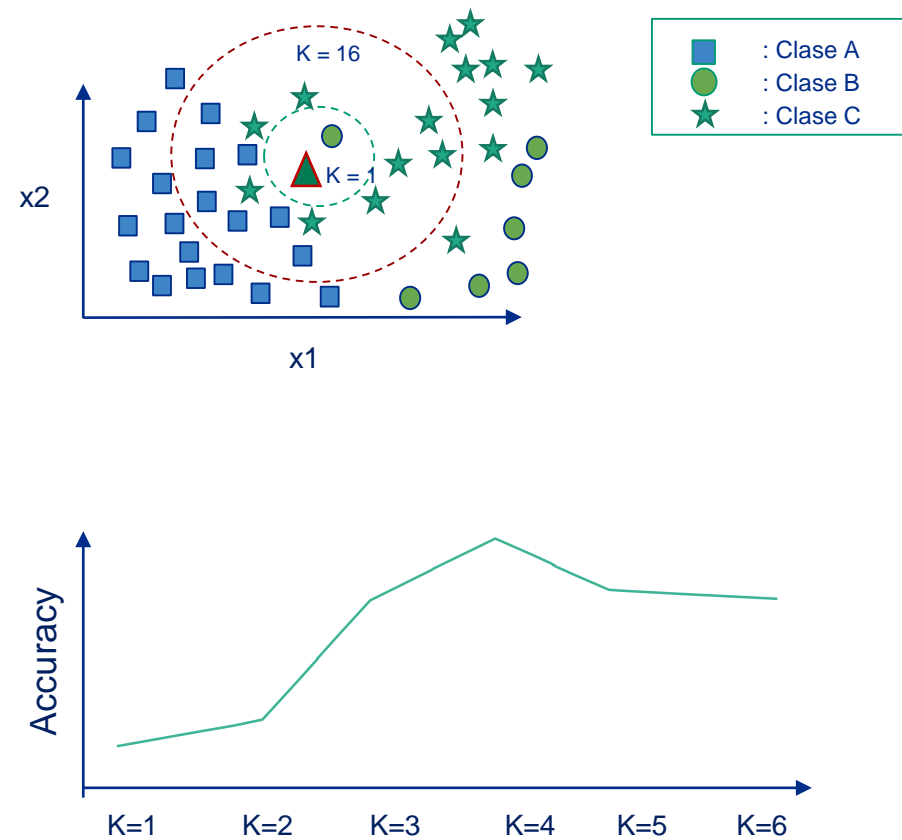 K = 16
: Clase A
: Clase B
: Clase C
K = 1
x2
x1
Accuracy
K=1 K=2 K=3 K=4 K=5 K=6